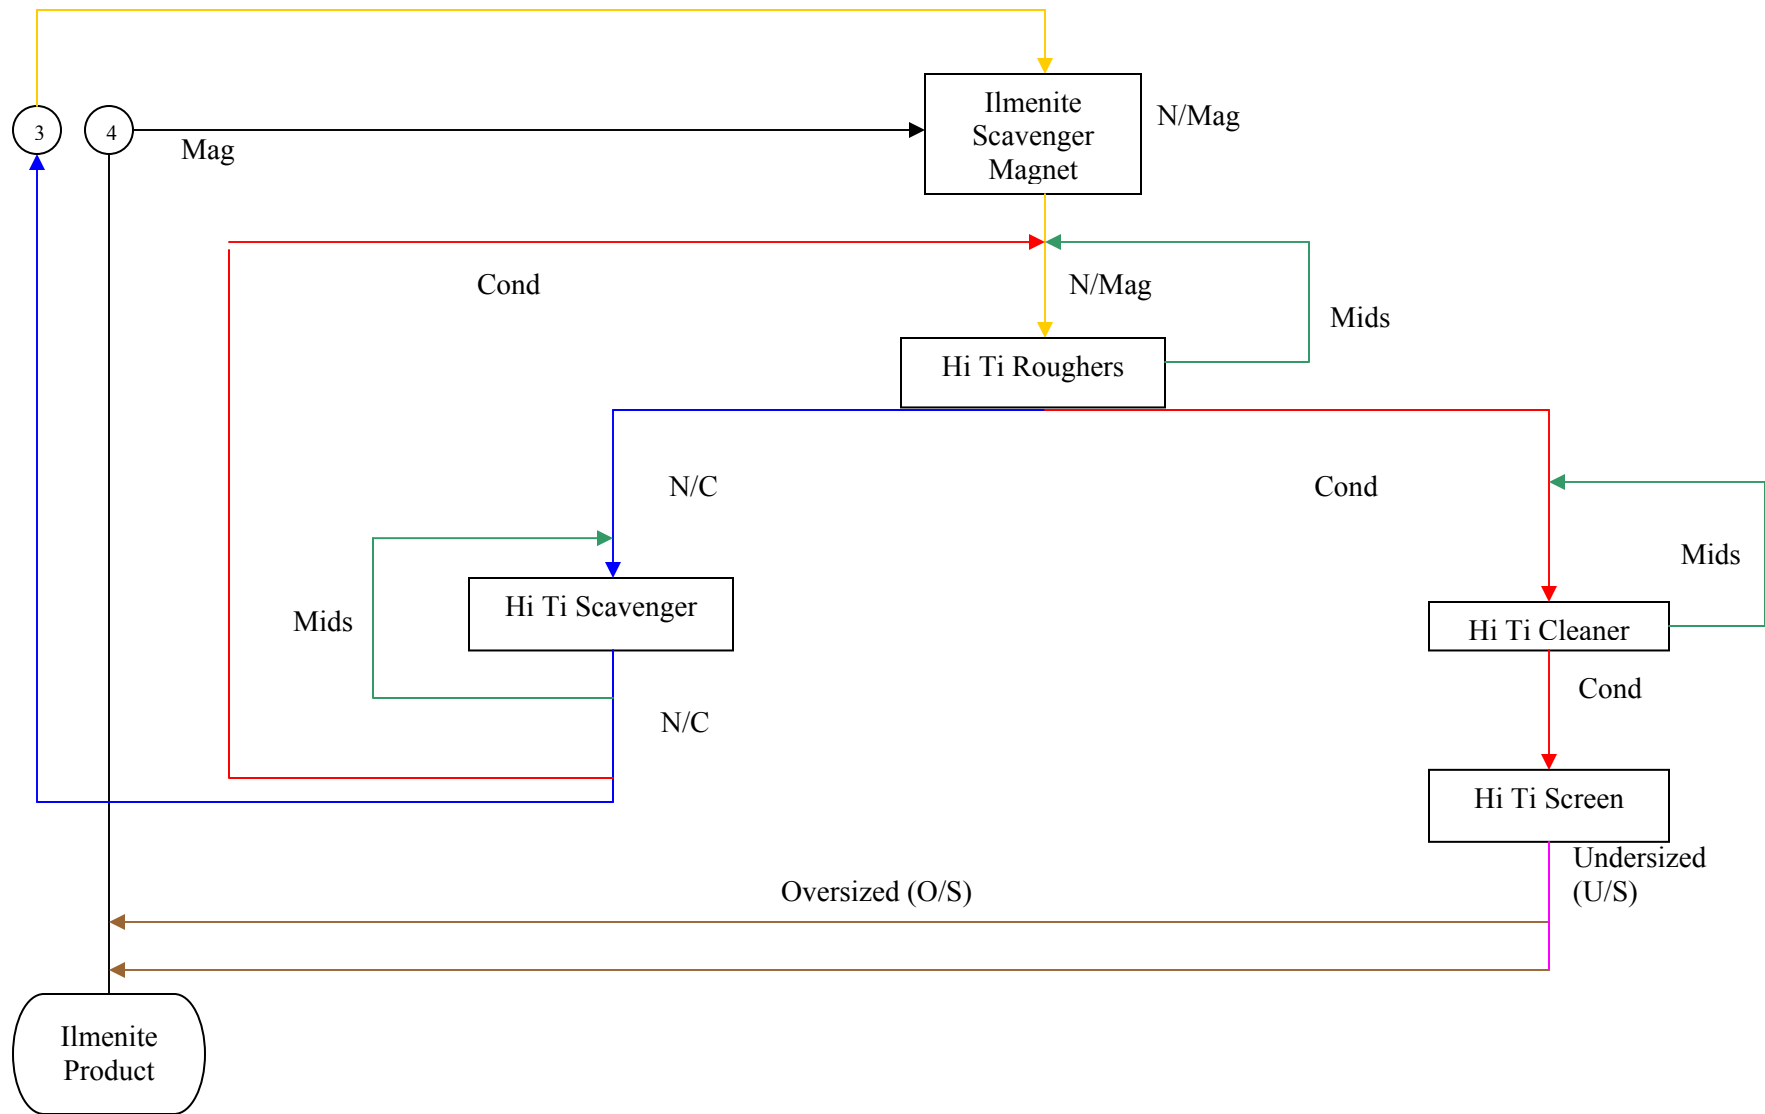 Ilmenite
Scavenger
Magnet
N/Mag
3
4
Mag
Cond
N/Mag
Mids
Hi Ti Roughers
N/C
Cond
Mids
Hi Ti Scavenger
Mids
Hi Ti Cleaner
Cond
N/C
Hi Ti Screen
Undersized
(U/S)
Oversized (O/S)
Ilmenite
Product